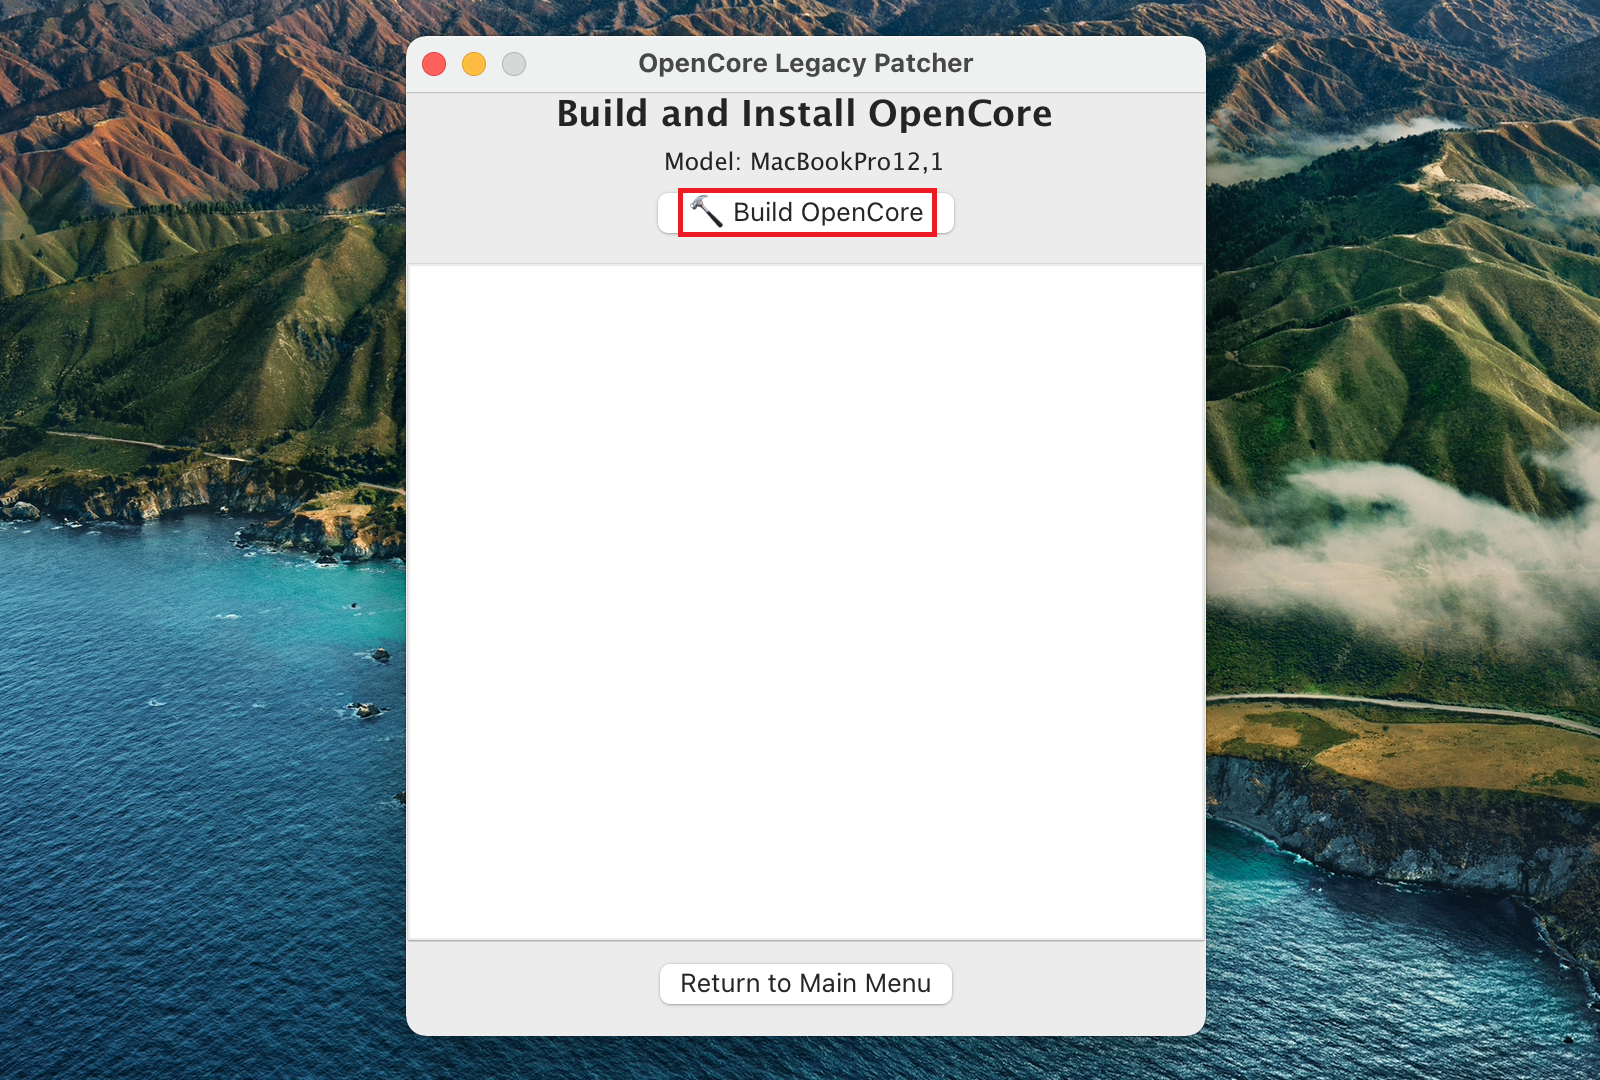 OpenCore Legacy Patcher
Build and Install OpenCore
Model: MacBookPro12,1
Build OpenCore
Return to Main Menu